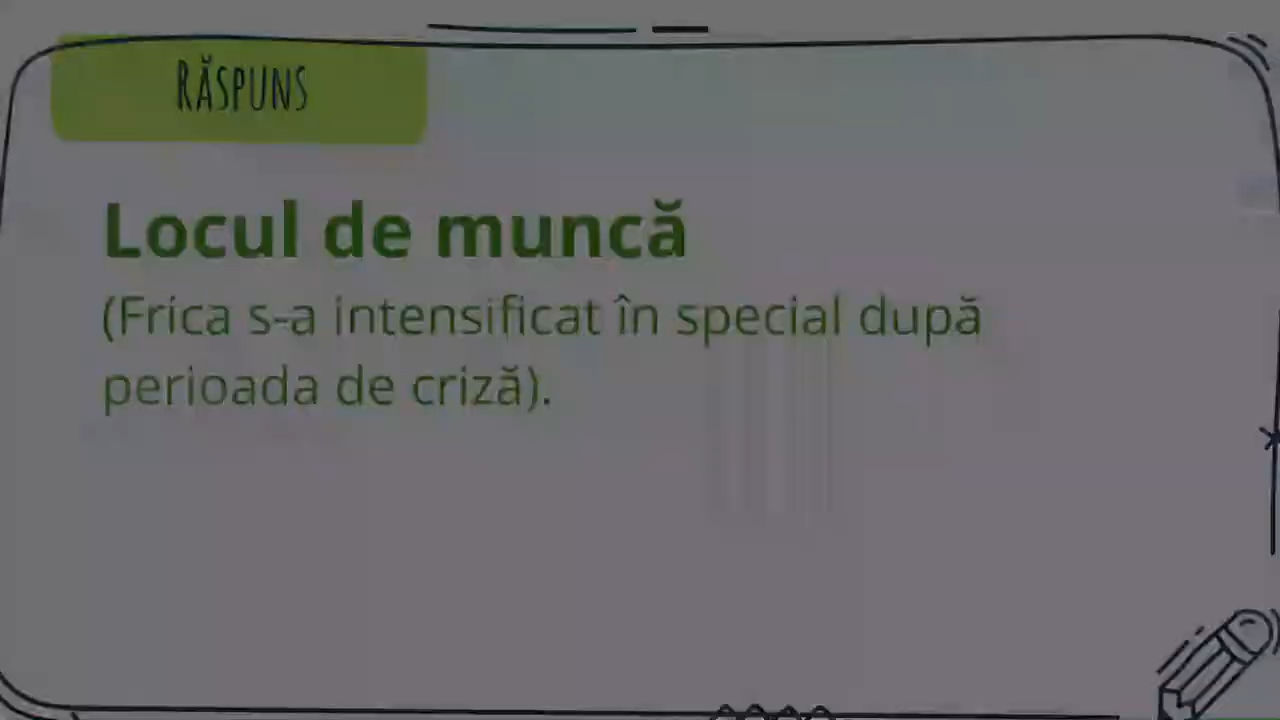 RĂSPUNS
Locul de muncă
(Frica s-a intensificat în special după
perioada de criză).